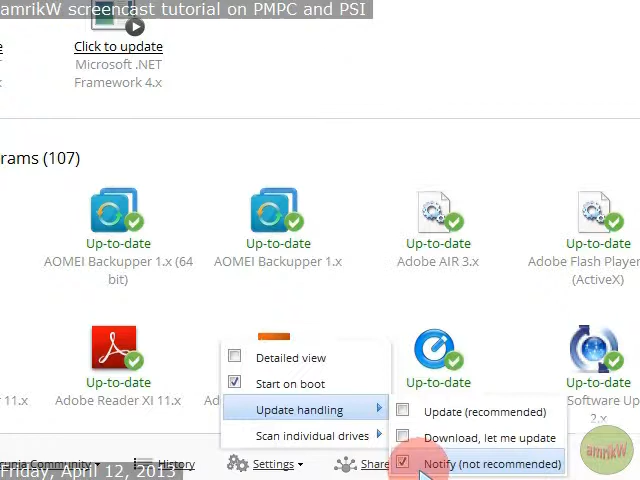 amrikW screencast tutorial on PMPC and PSI
Click to update
Microsoft .NET
Framework 4.x
rams (107)
Up-to-date
AOMEI Backupper 1.x (64
bit)
Up-to-date
AOMEI Backupper 1.x
Up-to-date
Adobe AIR 3.x
Up-to-date
Adobe Flash Player
(ActiveX)
Up-to-date
Adobe Reader XI 11.x
Up-to-date
Up-to-date
Software Up
2.x
11.x
Detailed view
Start on boot
Update handling
Scan individual drives
Update (recommended)
Download, let me update
Notify (not recommended)
Community
History
Settings
Share
Friday, April 12, 2013
amrikW